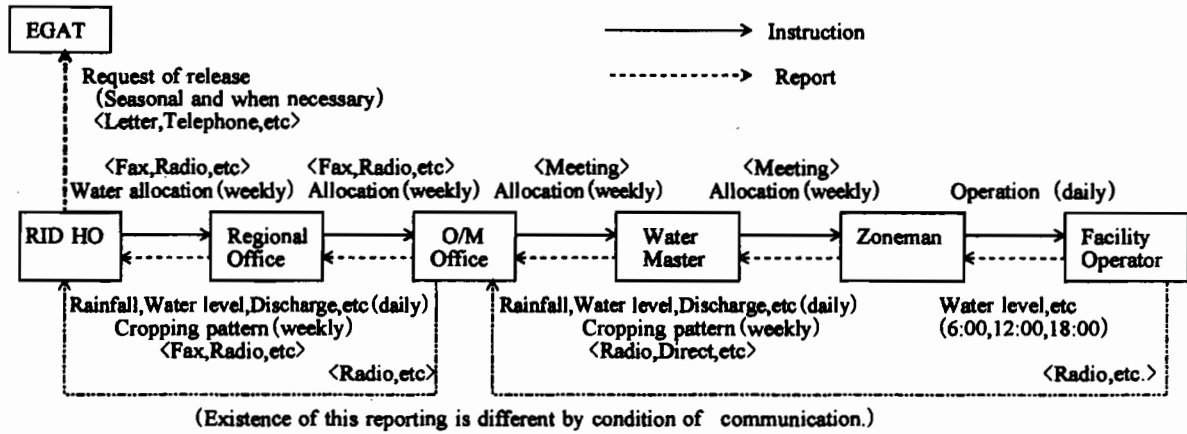 EGAT
Instruction
Report
Request of release
(Seasonal and when necessary)
<Letter,Telephone,etc>
<Fax,Radio,etc>
Water allocation(weekly)
<Fax,Radio,etc>
Allocation(weekly)
<Meeting>
Allocation(weekly)
<Meeting>
Allocation(weekly)
Operation (daily)
RID HO
Regional
Office
O/M
Office
Water
Master
Zoneman
Facility
Operator
Rainfall,Water level,Discharge,etc(daily)
Cropping pattern(weekly)
<Fax,Radio,etc>
<Radio,etc>
Rainfall,Water level,Discharge,etc(daily)
Cropping pattern(weekly)
<Radio,Direct,etc>
Water level,etc
(6:00,12:00,18:00)
<Radio,etc.>
(Existence of this reporting is different by condition of communication.)